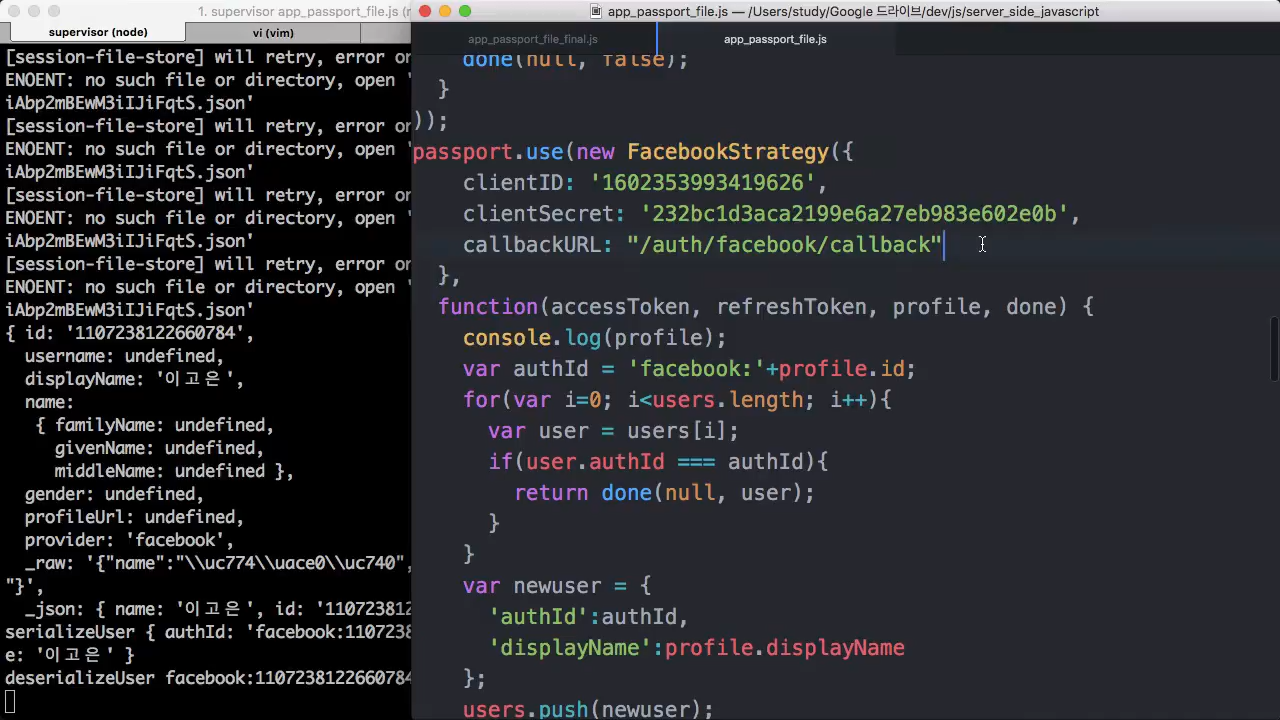 1. supervisor app_passport_file.js (n
supervisor (node)
vi (vim)
[session-file-store] will retry, error or
ENOENT: no such file or directory, open '
iAbp2mBEwM3iIJiFqtS.json'
[session-file-store] will retry, error or
ENOENT: no such file or directory, open '
iAbp2mBEwM3iIJiFqtS.json'
[session-file-store] will retry, error or
ENOENT: no such file or directory, open '
iAbp2mBEwM3iIJiFqtS.json'
[session-file-store] will retry, error or
ENOENT: no such file or directory, open '
iAbp2mBEwM3iIJiFqtS.json'
{ id: '1107238122660784',
username: undefined,
displayName: '이고은',
name:
{ familyName: undefined,
givenName: undefined,
middleName: undefined },
gender: undefined,
profileUrl: undefined,
provider: 'facebook',
_raw: '{"name":"\\uc774\\uace0\\uc740",
"}',
_json: { name: '이고은', id: '110723812
serializeUser { authId: 'facebook:1107238
e: '이고은' }
deserializeUser facebook:1107238122660784
app_passport_file.js — /Users/study/Google 드라이브/dev/js/server_side_javascript
app_passport_file_final.js
app_passport_file.js
done(null, false);
}
));
passport.use(new FacebookStrategy({
clientID: '1602353993419626',
clientSecret: '232bc1d3aca2199e6a27eb983e602e0b',
callbackURL: "/auth/facebook/callback"
},
function(accessToken, refreshToken, profile, done) {
console.log(profile);
var authId = 'facebook:'+profile.id;
for(var i=0; i<users.length; i++){
var user = users[i];
if(user.authId === authId){
return done(null, user);
}
}
var newuser = {
'authId':authId,
'displayName':profile.displayName
};
users.push(newuser);